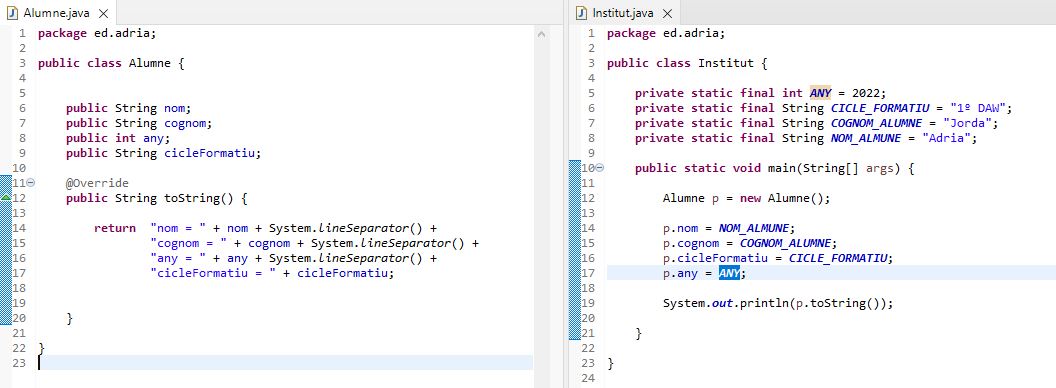 Alumne.java
1 package ed.adria;
2
3 public class Alumne {
4
5
6 public String nom;
7 public String cognom;
8 public int any;
9 public String cicleFormatiu;
10
11 @Override
12 public String toString() {
13
14 return "nom = " + nom + System.lineSeparator() +
15 "cognom = " + cognom + System.lineSeparator() +
16 "any = " + any + System.lineSeparator() +
17 "cicleFormatiu = " + cicleFormatiu;
18
19
20 }
21
22 }
23
Institut.java
1 package ed.adria;
2
3 public class Institut {
4
5 private static final int ANY = 2022;
6 private static final String CICLE_FORMATIU = "1º DAW";
7 private static final String COGNOM_ALUMNE = "Jorda";
8 private static final String NOM_ALMUNE = "Adria";
9
10 public static void main(String[] args) {
11
12 Alumne p = new Alumne();
13
14 p.nom = NOM_ALMUNE;
15 p.cognom = COGNOM_ALUMNE;
16 p.cicleFormatiu = CICLE_FORMATIU;
17 p.any = ANY;
18
19 System.out.println(p.toString());
20
21 }
22
23 }
24